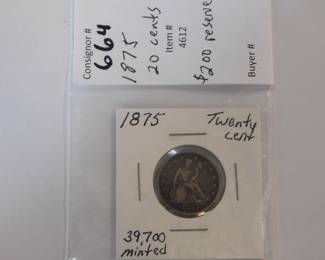 Consignor #
664
1875
20 cents
Item #
4612
$200 reserve
Buyer #
1875
Twenty
cent
39,700
minted